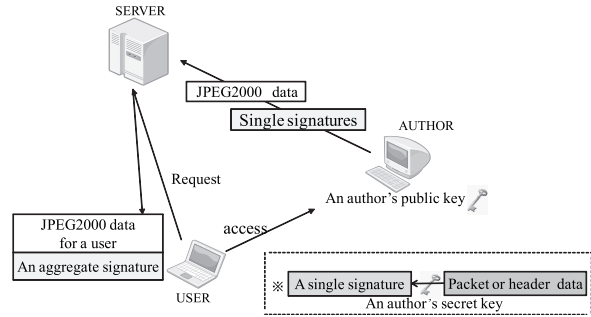 SERVER
JPEG2000 data
Single signatures
AUTHOR
An author's public key
Request
access
JPEG2000 data
for a user
An aggregate signature
USER
※ A single signature Packet or header data
An author's secret key